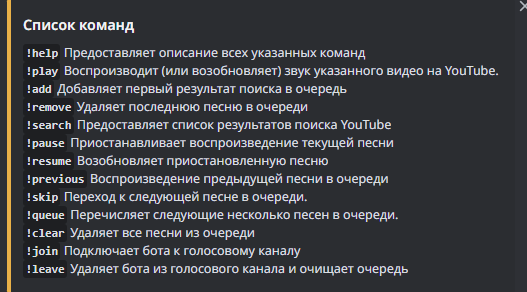 Список команд
!help Предоставляет описание всех указанных команд
!play Воспроизводит (или возобновляет) звук указанного видео на YouTube.
!add Добавляет первый результат поиска в очередь
!remove Удаляет последнюю песню в очереди
!search Предоставляет список результатов поиска YouTube
!pause Приостанавливает воспроизведение текущей песни
!resume Возобновляет приостановленную песню
!previous Воспроизведение предыдущей песни в очереди
!skip Переход к следующей песне в очереди.
!queue Перечисляет следующие несколько песен в очереди.
!clear Удаляет все песни из очереди
!join Подключает бота к голосовому каналу
!leave Удаляет бота из голосового канала и очищает очередь